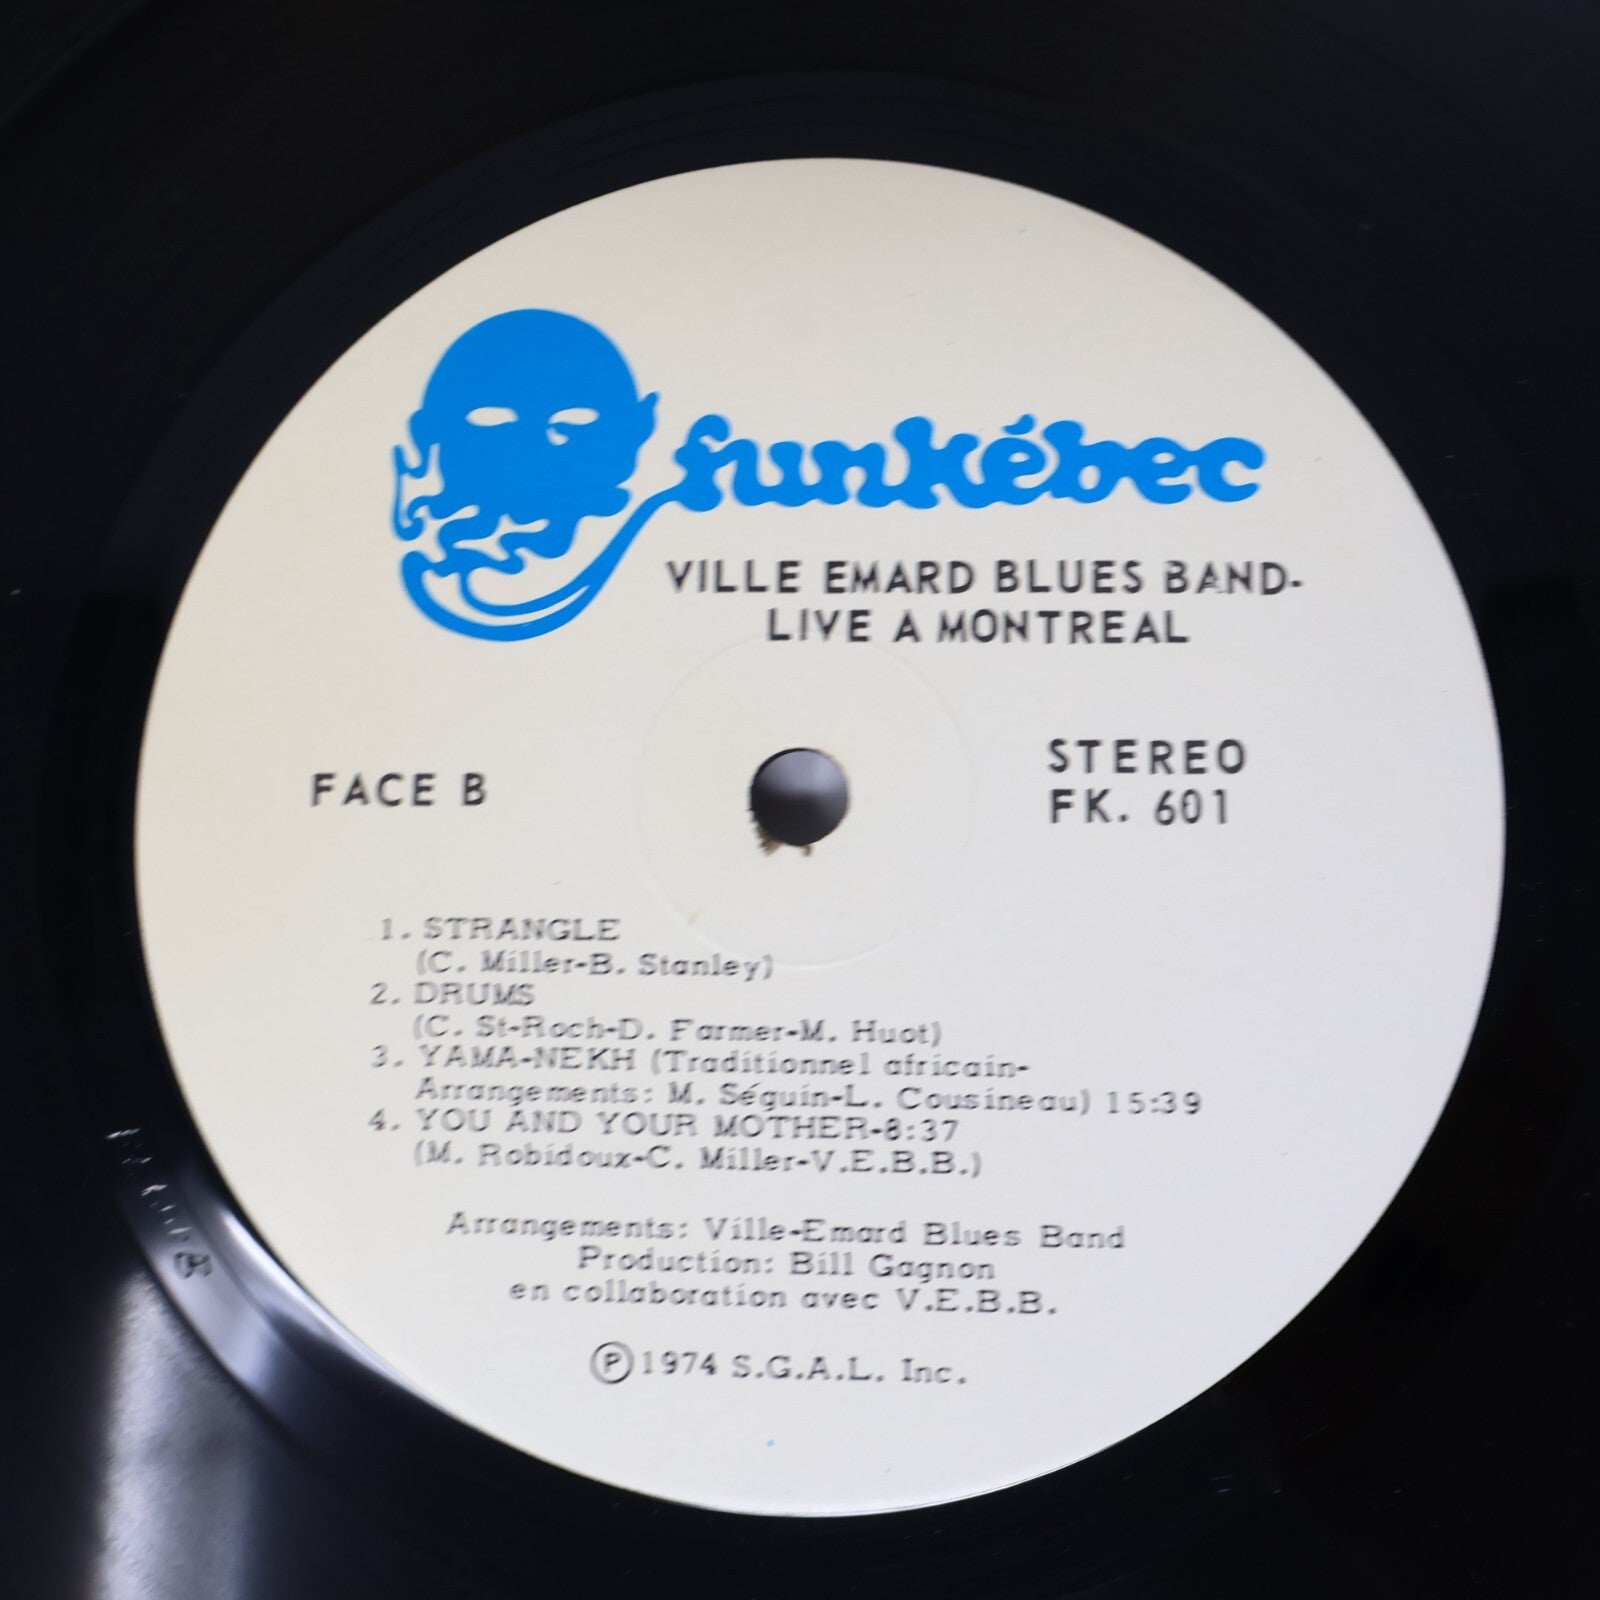 funkébec
VILLE EMARD BLUES BAND-
LIVE A MONTREAL
FACE B
STEREO
FK. 601
1. STRANGLE
(C. Miller-B. Stanley)
2. DRUMS
(C. St-Roch-D. Farmer-M. Huot)
3. YAMA-NEKH (Traditionnel africain-
Arrangements: M. Séguin-L. Cousineau) 15:39
4. YOU AND YOUR MOTHER-8:37
(M. Robidoux-C. Miller-V.E.B.B.)
Arrangements: Ville-Emard Blues Band
Production: Bill Gagnon
en collaboration avec V.E.B.B.
Ⓟ1974 S.G.A.L. Inc.